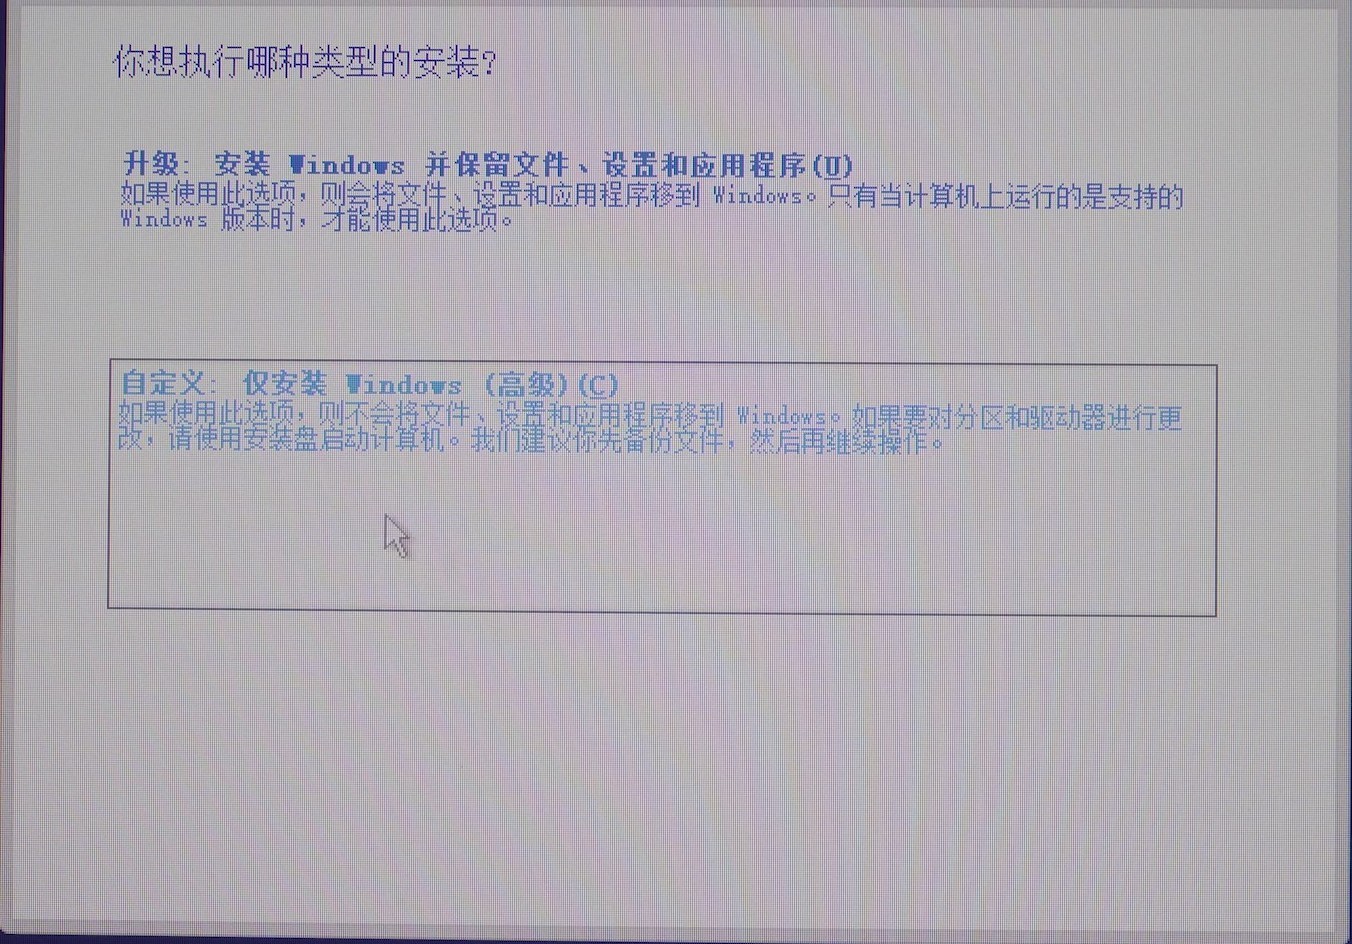 你想执行哪种类型的安装?
升级: 安装 Windows 并保留文件、设置和应用程序(U)
如果使用此选项，则会将文件、设置和应用程序移到 Windows。只有当计算机上运行的是支持的
Windows 版本时，才能使用此选项。
自定义: 仅安装 Windows (高级)(C)
如果使用此选项，则不会将文件、设置和应用程序移到 Windows。如果要对分区和驱动器进行更
改，请使用安装盘启动计算机。我们建议你先备份文件，然后再继续操作。